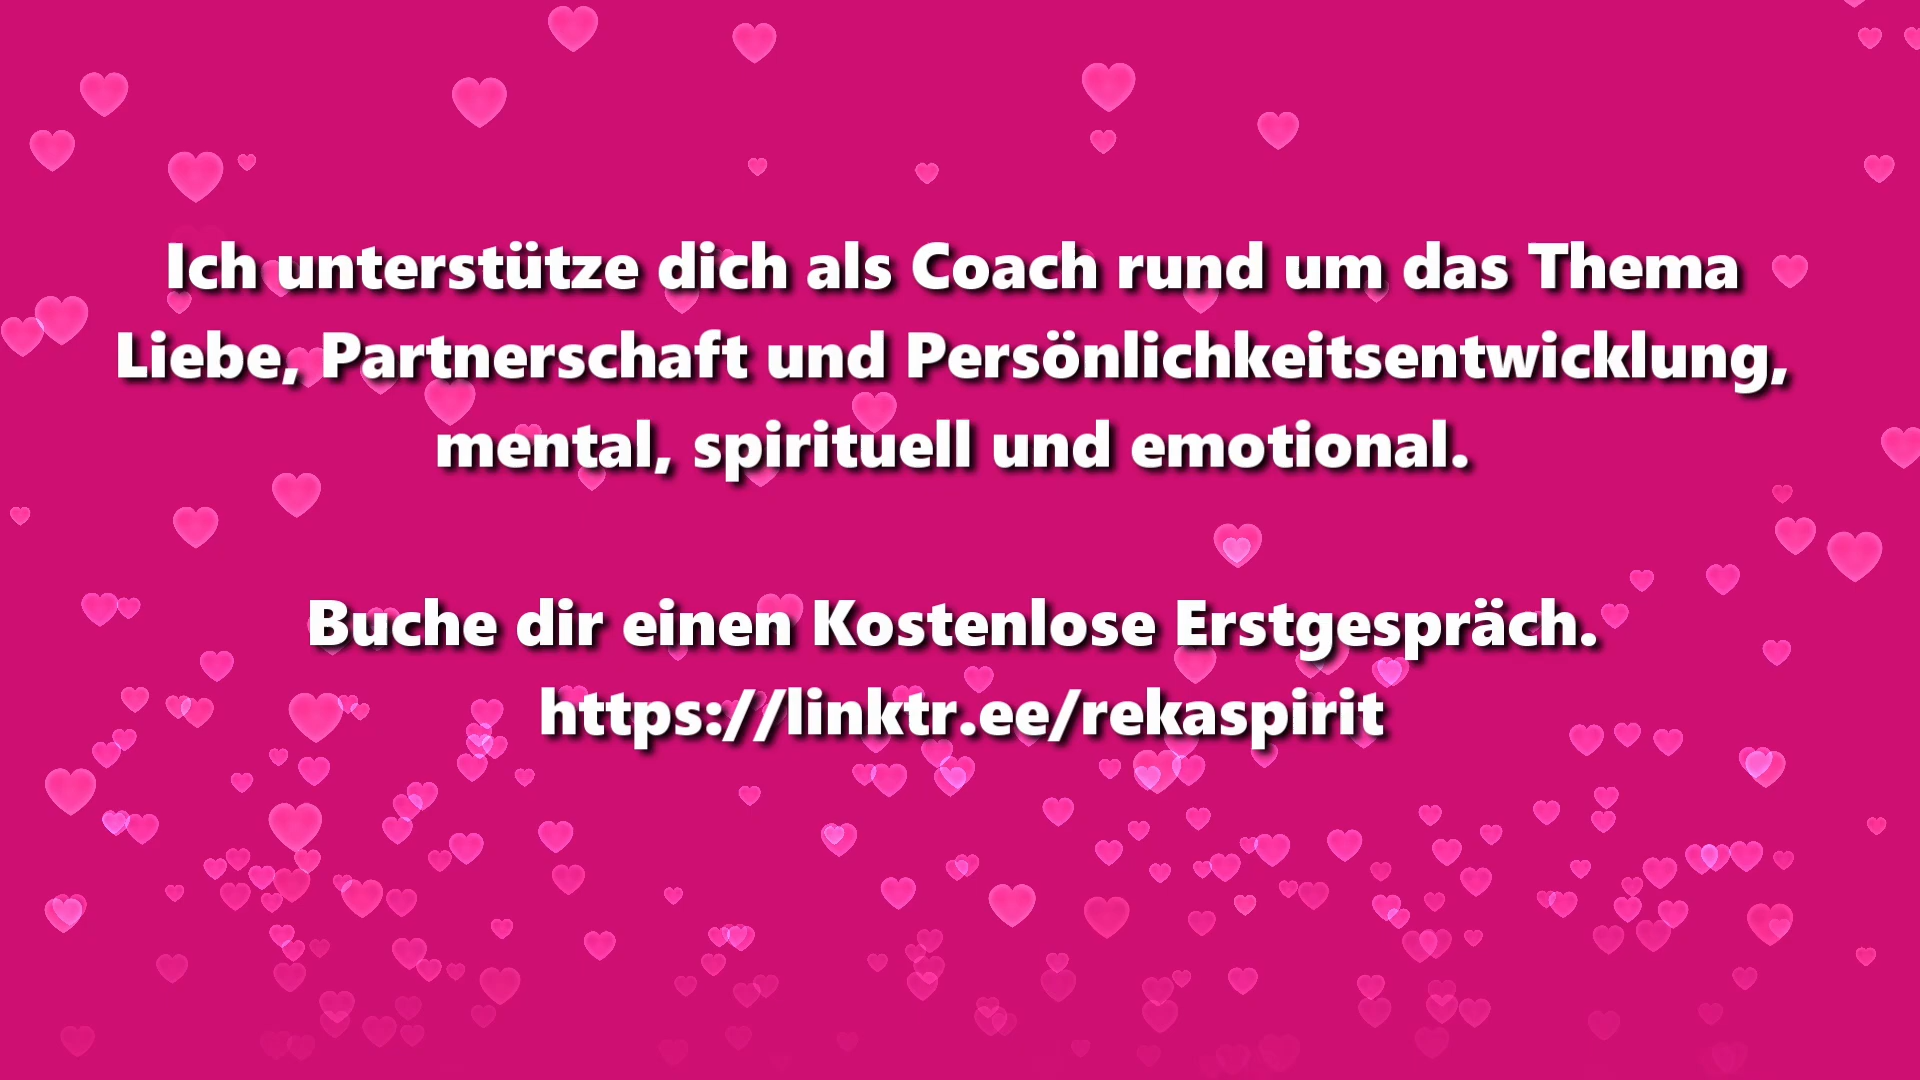 Ich unterstütze dich als Coach rund um das Thema
Liebe, Partnerschaft und Persönlichkeitsentwicklung,
mental, spirituell und emotional.
Buche dir einen Kostenlose Erstgespräch.
https://linktr.ee/rekaspirit